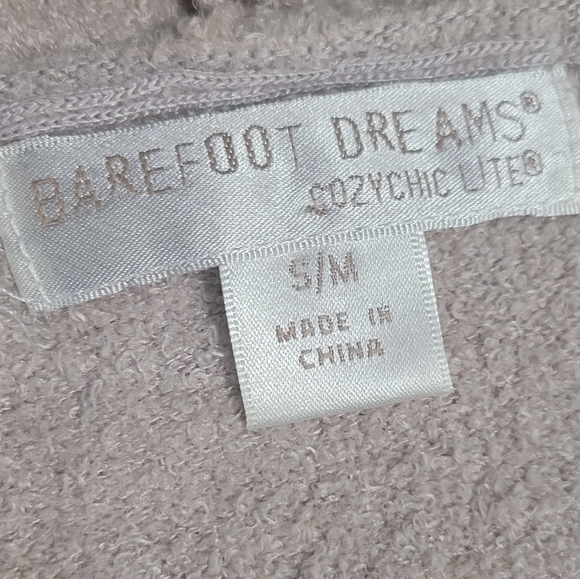 BAREFOOT DREAMS®
COZYCHIC LITE®
S/M
MADE IN
CHINA